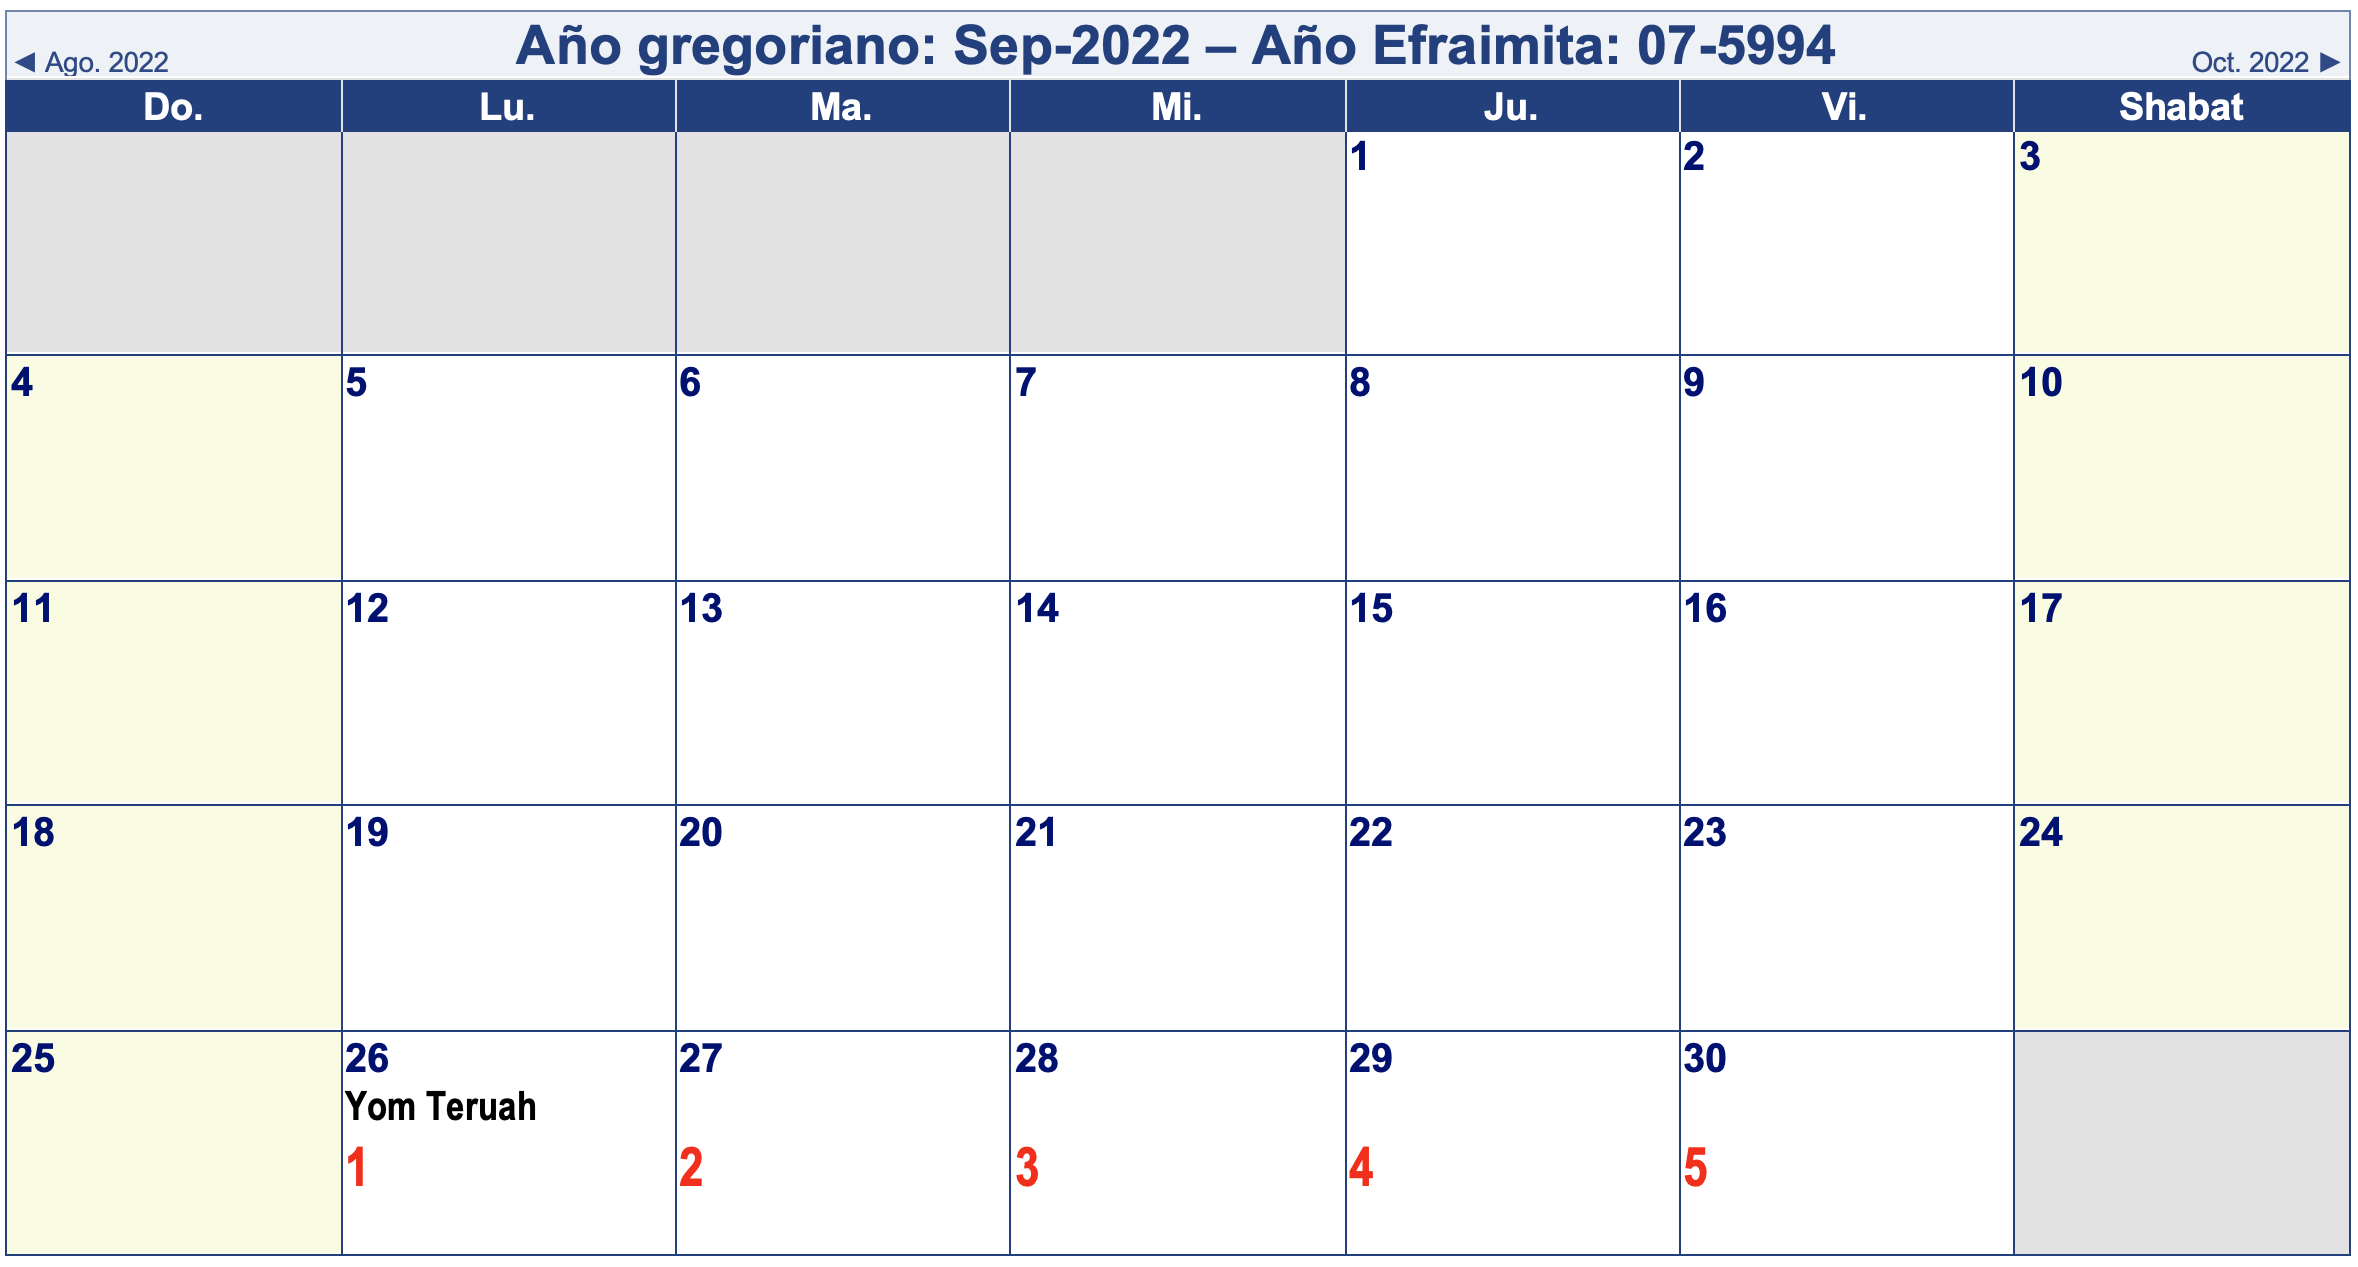 Año gregoriano: Sep-2022 – Año Efraimita: 07-5994
◄ Ago. 2022 Oct. 2022 ►
Do. Lu. Ma. Mi. Ju. Vi. Shabat
1 2 3
4 5 6 7 8 9 10
11 12 13 14 15 16 17
18 19 20 21 22 23 24
25 26 27 28 29 30
Yom Teruah
1 2 3 4 5